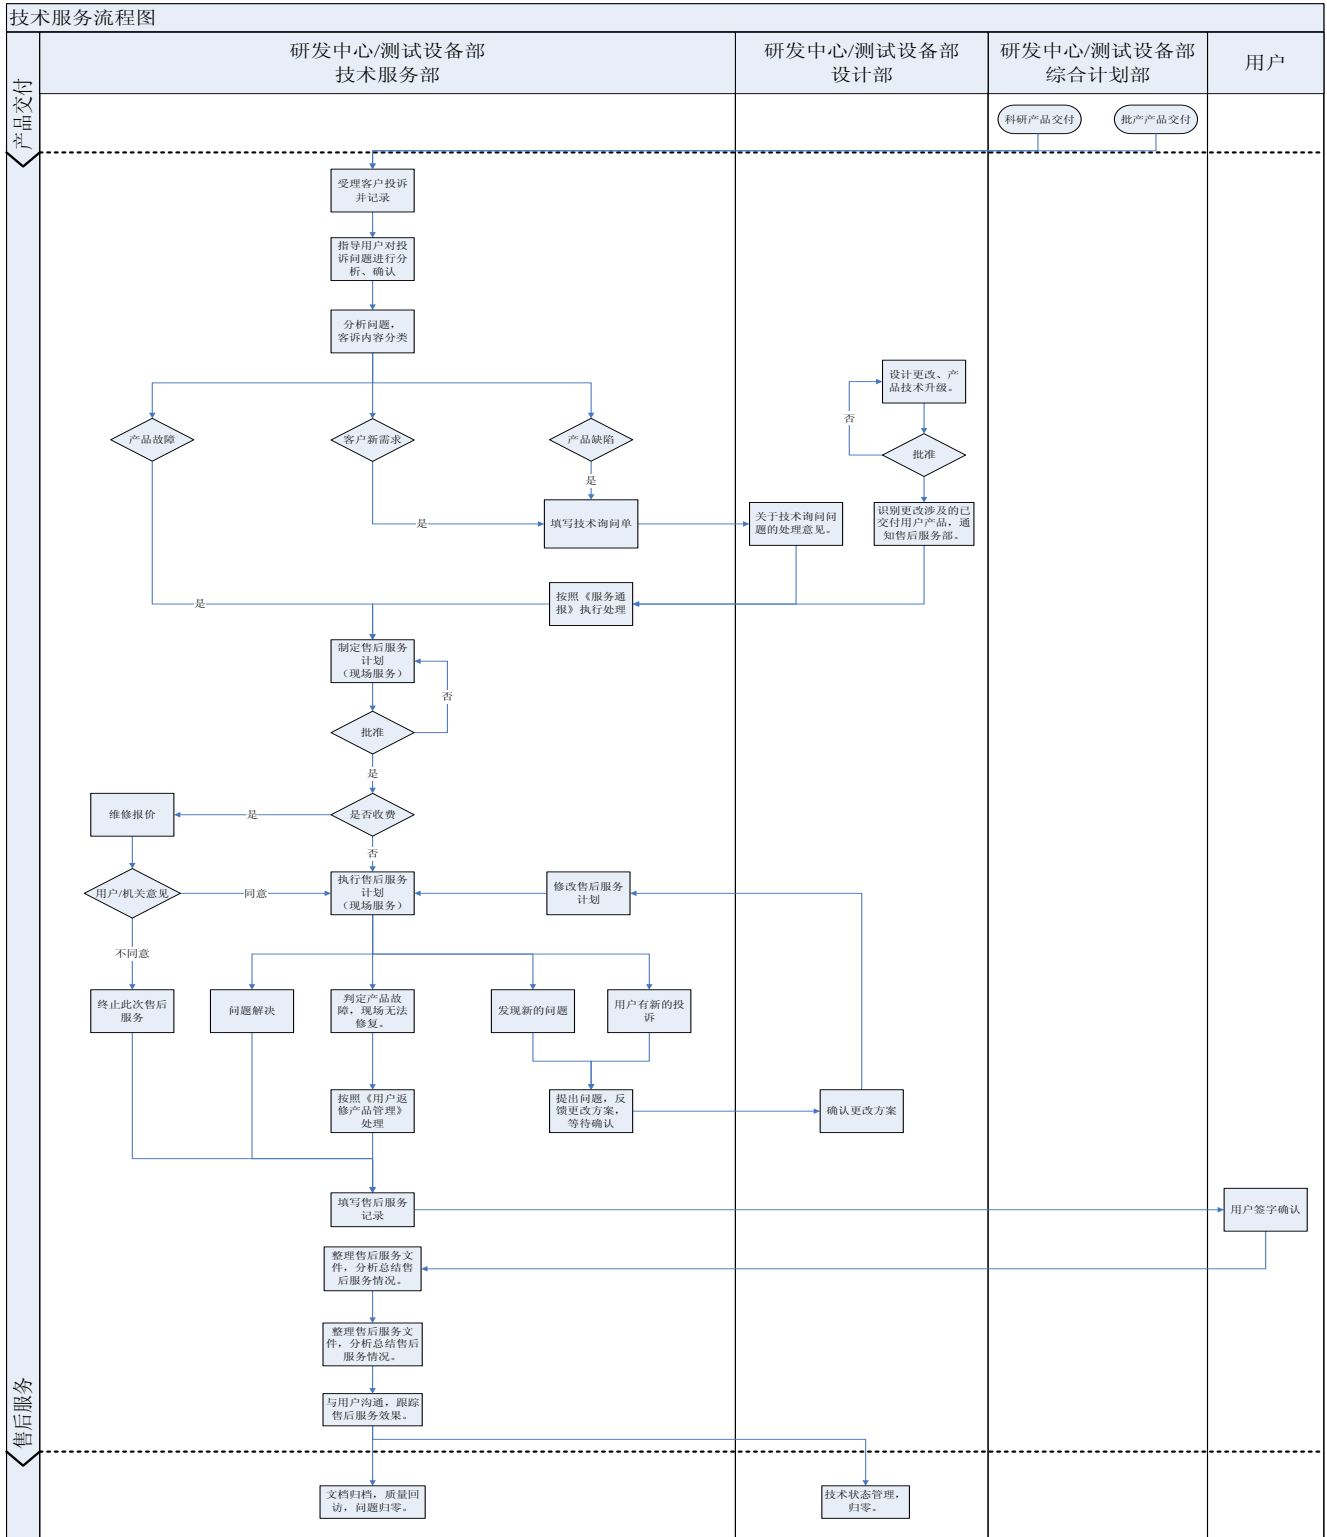 技术服务流程图
产品交付
研发中心/测试设备部
技术服务部
研发中心/测试设备部
设计部
研发中心/测试设备部
综合计划部
用户
科研产品交付
批产产品交付
受理客户投诉
并记录
指导用户对投
诉问题进行分
析、确认
分析问题，
客诉内容分类
设计更改、产
品技术升级。
否
产品故障
客户新需求
产品缺陷
批准
是
是
填写技术询问单
关于技术询问问
题的处理意见。
识别更改涉及的已
交付用户产品，通
知售后服务部。
按照《服务通
报》执行处理
是
制定售后服务
计划
（现场服务）
否
批准
是
维修报价
是
是否收费
否
用户/机关意见
同意
执行售后服务
计划
（现场服务）
修改售后服务
计划
不同意
终止此次售后
服务
问题解决
判定产品故
障，现场无法
修复。
发现新的问题
用户有新的投
诉
按照《用户返
修产品管理》
处理
提出问题，反
馈更改方案，
等待确认
确认更改方案
填写售后服务
记录
用户签字确认
整理售后服务文
件，分析总结售
后服务情况。
整理售后服务文
件，分析总结售后
服务情况。
与用户沟通，跟踪
售后服务效果。
售后服务
文档归档，质量回
访，问题归零。
技术状态管理，
归零。